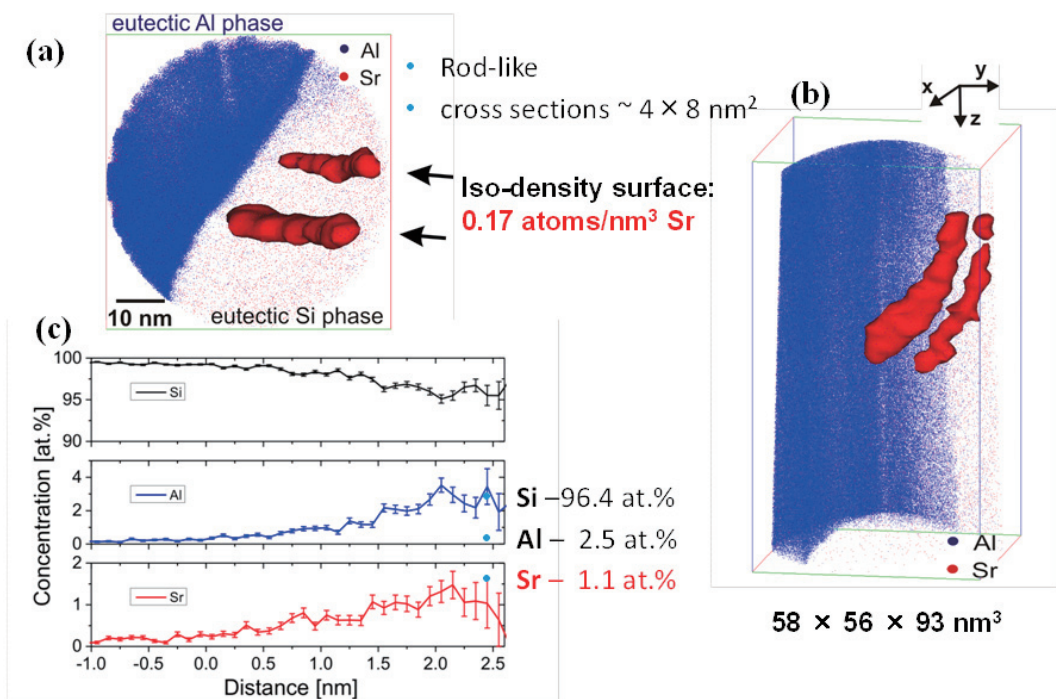 (a)
eutectic Al phase
Al
Sr
10 nm
eutectic Si phase
• Rod-like
• cross sections ~ 4 × 8 nm²
Iso-density surface:
0.17 atoms/nm³ Sr
(b)
x
y
z
Al
Sr
58 × 56 × 93 nm³
(c)
Concentration [at.%]
100
95
90
Si
4
2
0
Al
2
1
0
Sr
-1.0 -0.5 0.0 0.5 1.0 1.5 2.0 2.5
Distance [nm]
Si –96.4 at.%
Al – 2.5 at.%
Sr – 1.1 at.%